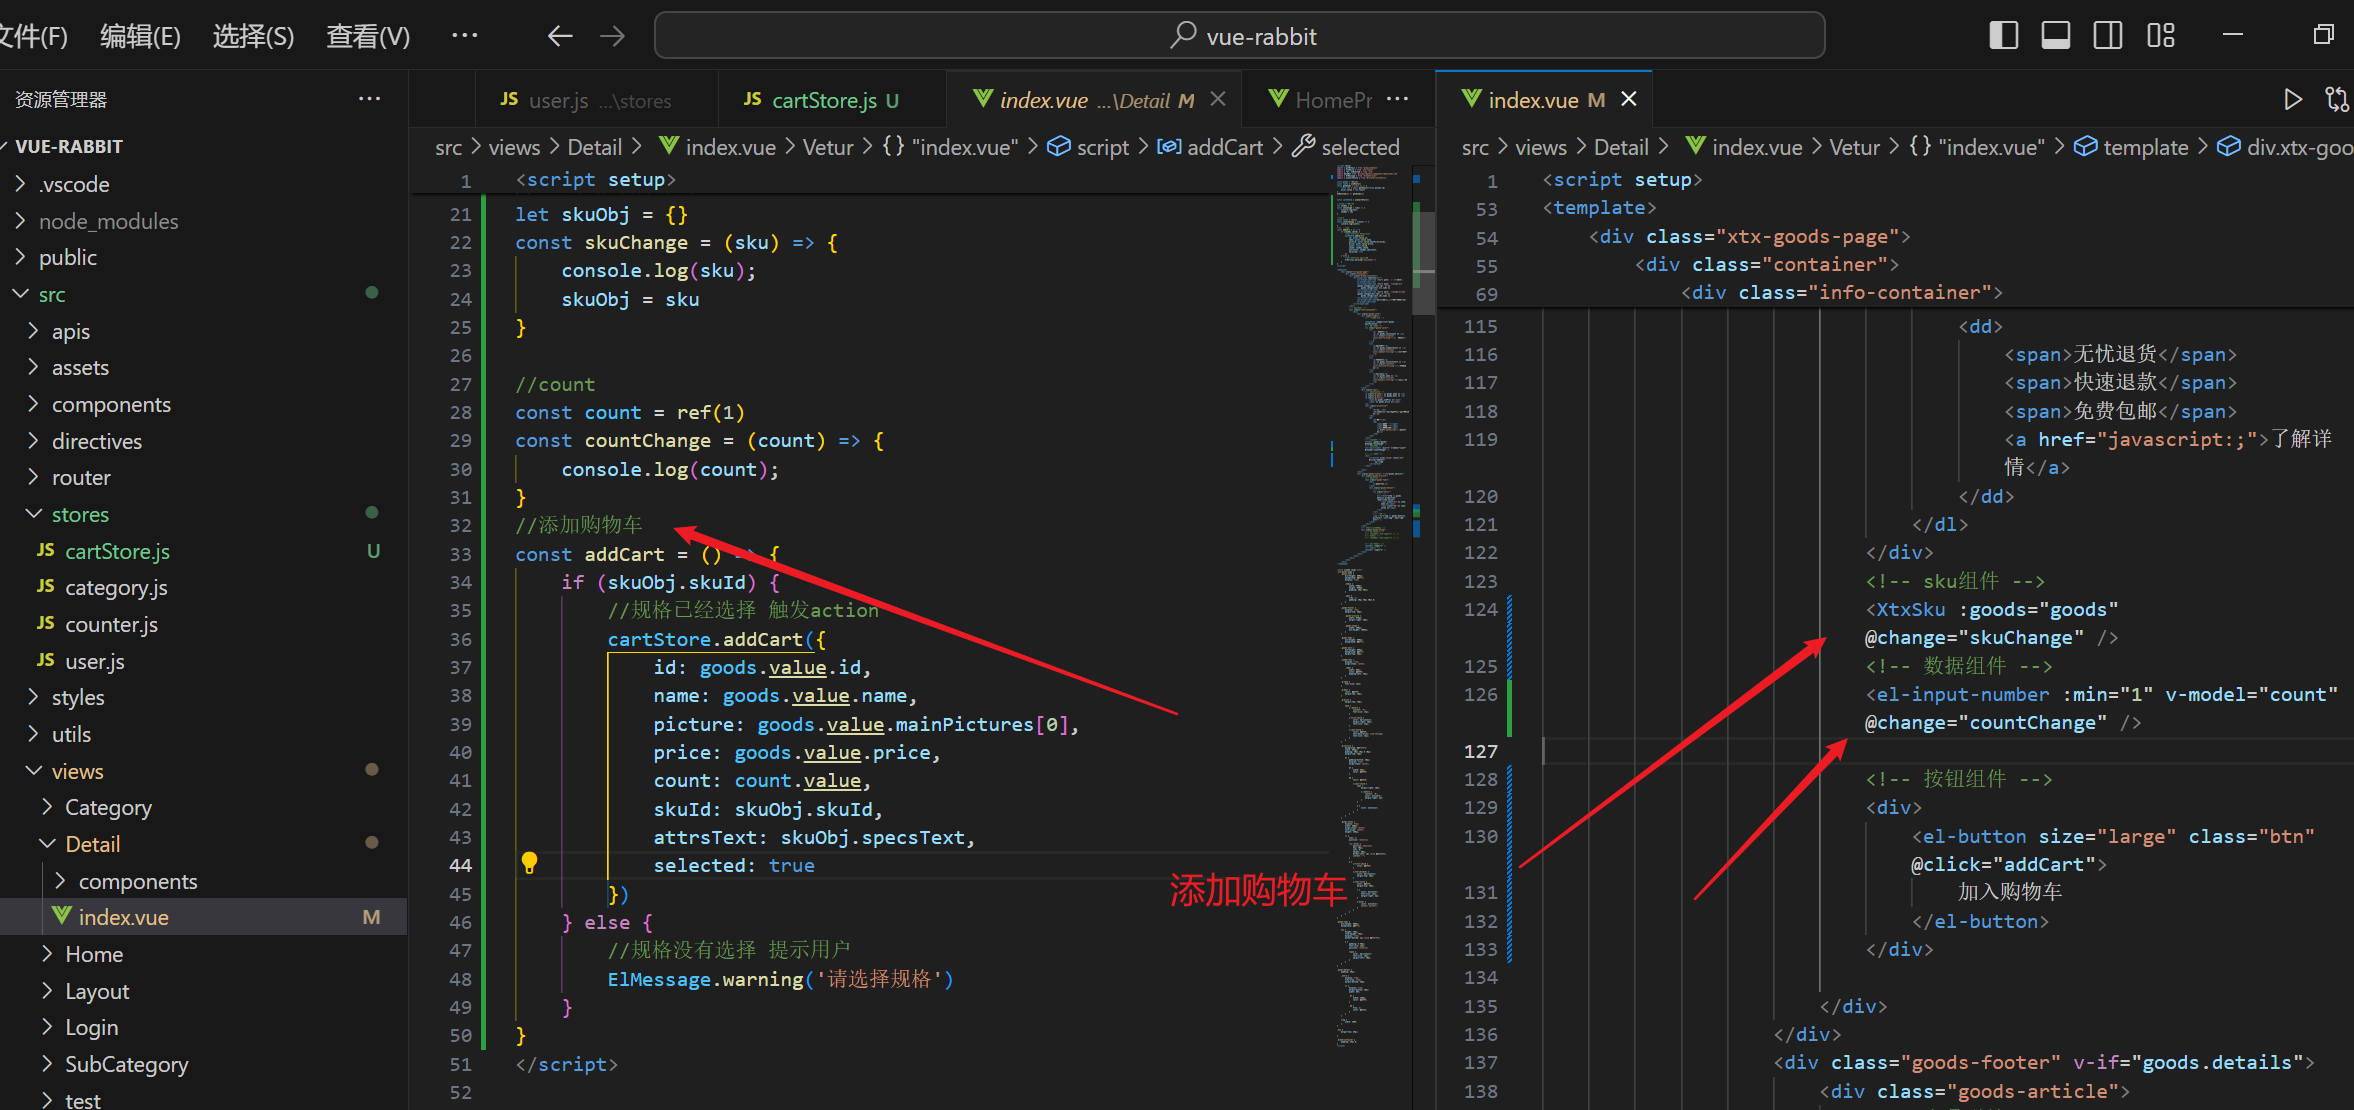 文件(F) 编辑(E) 选择(S) 查看(V) ··· vue-rabbit
资源管理器 ···
VUE-RABBIT
.vscode
node_modules
public
src
apis
assets
components
directives
router
stores
JS cartStore.js U
JS category.js
JS counter.js
JS user.js
styles
utils
views
Category
Detail
components
index.vue M
Home
Layout
Login
SubCategory
test
JS user.js ...\stores JS cartStore.js U index.vue ...\Detail M HomePr ···
src > views > Detail > index.vue > Vetur > {} "index.vue" > script > addCart > selected
1 <script setup>
21 let skuObj = {}
22 const skuChange = (sku) => {
23 console.log(sku);
24 skuObj = sku
25 }
26
27 //count
28 const count = ref(1)
29 const countChange = (count) => {
30 console.log(count);
31 }
32 //添加购物车
33 const addCart = () => {
34 if (skuObj.skuId) {
35 //规格已经选择 触发action
36 cartStore.addCart({
37 id: goods.value.id,
38 name: goods.value.name,
39 picture: goods.value.mainPictures[0],
40 price: goods.value.price,
41 count: count.value,
42 skuId: skuObj.skuId,
43 attrsText: skuObj.specsText,
44 selected: true
45 })
46 } else {
47 //规格没有选择 提示用户
48 ElMessage.warning('请选择规格')
49 }
50 }
51 </script>
52
添加购物车
index.vue M
src > views > Detail > index.vue > Vetur > {} "index.vue" > template > div.xtx-goo
1 <script setup>
53 <template>
54 <div class="xtx-goods-page">
55 <div class="container">
69 <div class="info-container">
115 <dd>
116 <span>无忧退货</span>
117 <span>快速退款</span>
118 <span>免费包邮</span>
119 <a href="javascript:;">了解详
情</a>
120 </dd>
121 </dl>
122 </div>
123 <!-- sku组件 -->
124 <XtxSku :goods="goods"
@change="skuChange" />
125 <!-- 数据组件 -->
126 <el-input-number :min="1" v-model="count"
@change="countChange" />
127
128 <!-- 按钮组件 -->
129 <div>
130 <el-button size="large" class="btn"
@click="addCart">
131 加入购物车
132 </el-button>
133 </div>
134
135 </div>
136 </div>
137 <div class="goods-footer" v-if="goods.details">
138 <div class="goods-article">